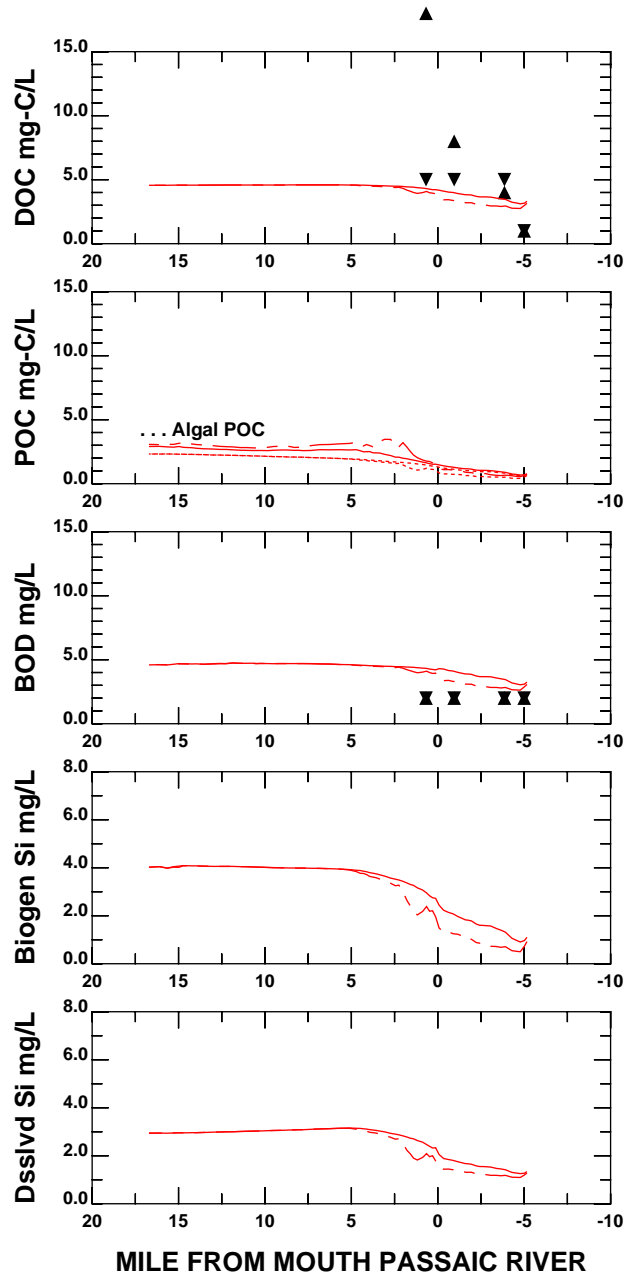 DOC mg-C/L
15.0
10.0
5.0
0.0
20 15 10 5 0 -5 -10
POC mg-C/L
15.0
10.0
5.0
0.0
. . . Algal POC
20 15 10 5 0 -5 -10
BOD mg/L
15.0
10.0
5.0
0.0
20 15 10 5 0 -5 -10
Biogen Si mg/L
8.0
6.0
4.0
2.0
0.0
20 15 10 5 0 -5 -10
Dsslvd Si mg/L
8.0
6.0
4.0
2.0
0.0
20 15 10 5 0 -5 -10
MILE FROM MOUTH PASSAIC RIVER